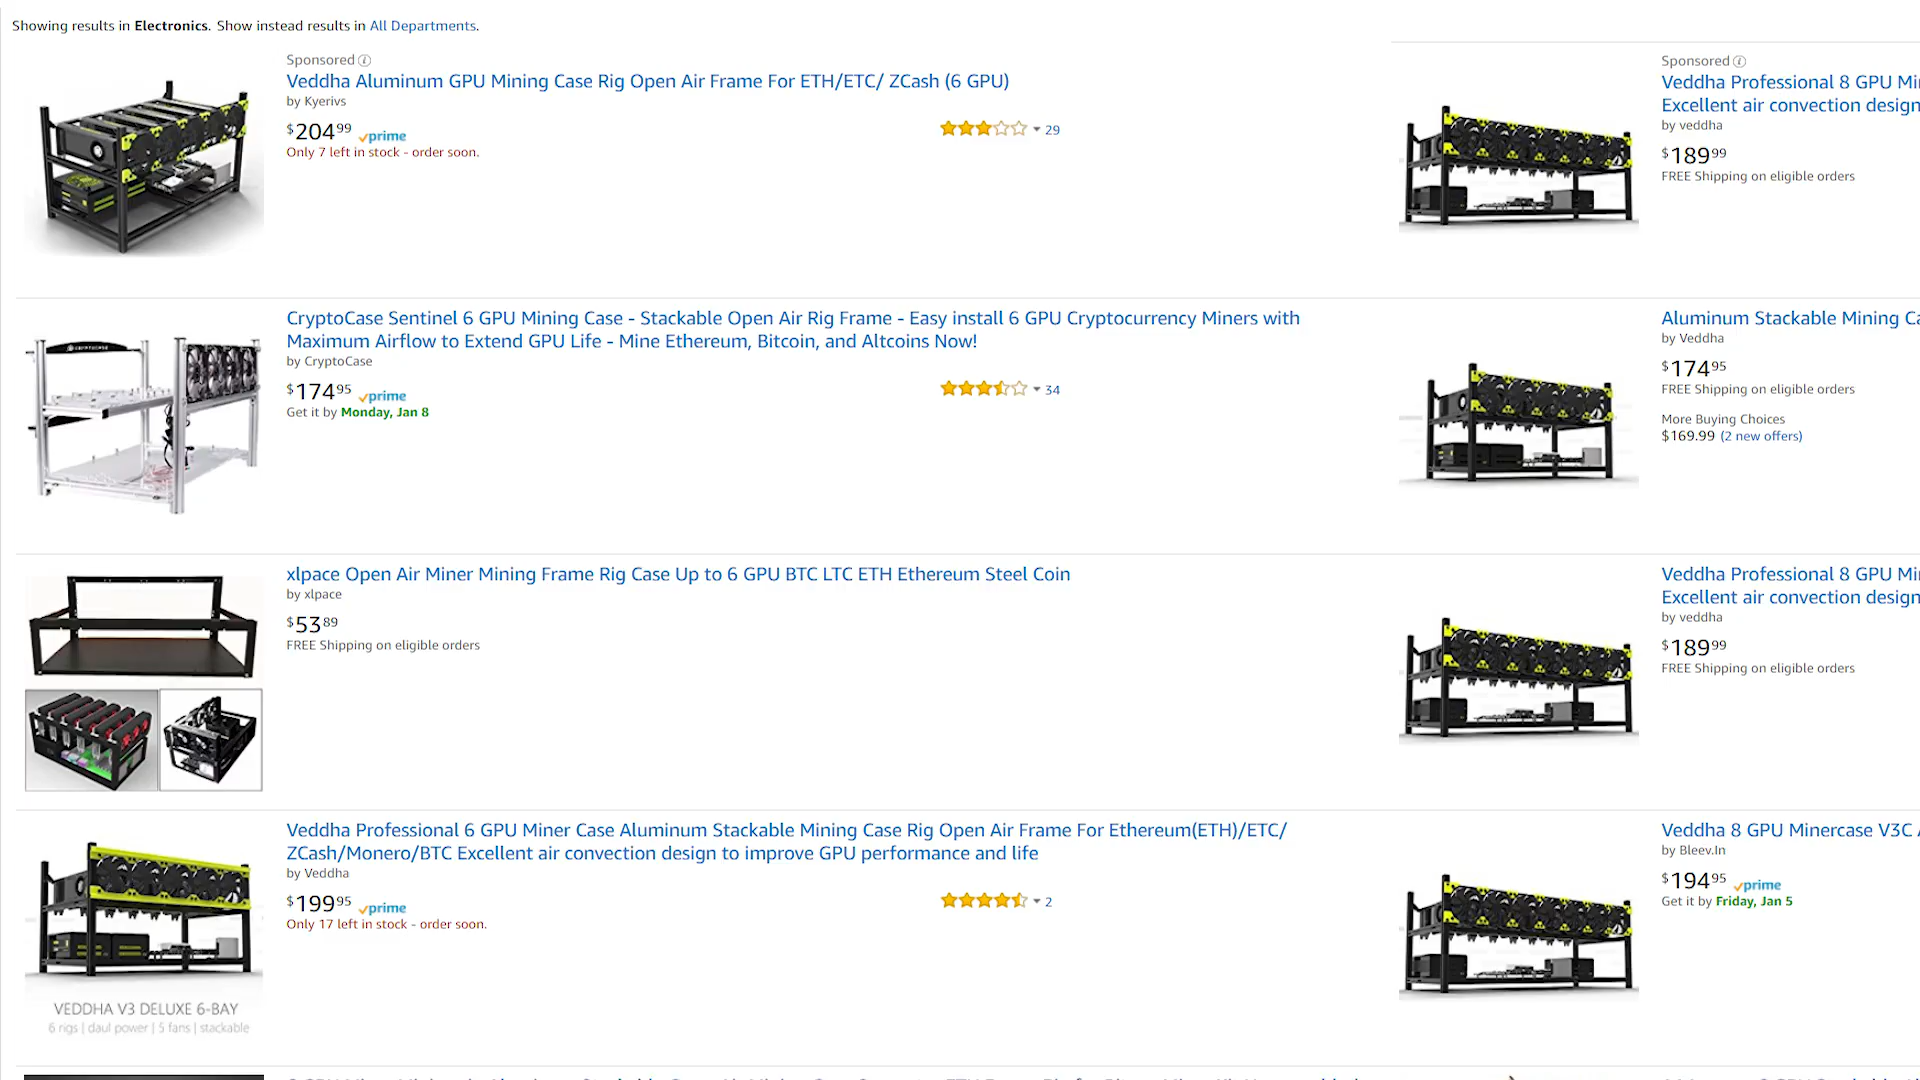 Showing results in Electronics. Show instead results in All Departments.
Sponsored
Veddha Aluminum GPU Mining Case Rig Open Air Frame For ETH/ETC/ ZCash (6 GPU)
by Kyerivs
$204.99 prime
Only 7 left in stock - order soon.
29
CryptoCase Sentinel 6 GPU Mining Case - Stackable Open Air Rig Frame - Easy install 6 GPU Cryptocurrency Miners with
Maximum Airflow to Extend GPU Life - Mine Ethereum, Bitcoin, and Altcoins Now!
by CryptoCase
$174.95 prime
Get it by Monday, Jan 8
34
xlpace Open Air Miner Mining Frame Rig Case Up to 6 GPU BTC LTC ETH Ethereum Steel Coin
by xlpace
$53.89
FREE Shipping on eligible orders
Veddha Professional 6 GPU Miner Case Aluminum Stackable Mining Case Rig Open Air Frame For Ethereum(ETH)/ETC/
ZCash/Monero/BTC Excellent air convection design to improve GPU performance and life
by Veddha
$199.95 prime
Only 17 left in stock - order soon.
2
VEDDHA V3 DELUXE 6-BAY
6 rigs | daul power | 5 fans | stackable
Sponsored
Veddha Professional 8 GPU Mi
Excellent air convection design
by veddha
$189.99
FREE Shipping on eligible orders
Aluminum Stackable Mining Ca
by Veddha
$174.95
FREE Shipping on eligible orders
More Buying Choices
$169.99 (2 new offers)
Veddha Professional 8 GPU Mi
Excellent air convection design
by veddha
$189.99
FREE Shipping on eligible orders
Veddha 8 GPU Minercase V3C
by Bleev.In
$194.95 prime
Get it by Friday, Jan 5